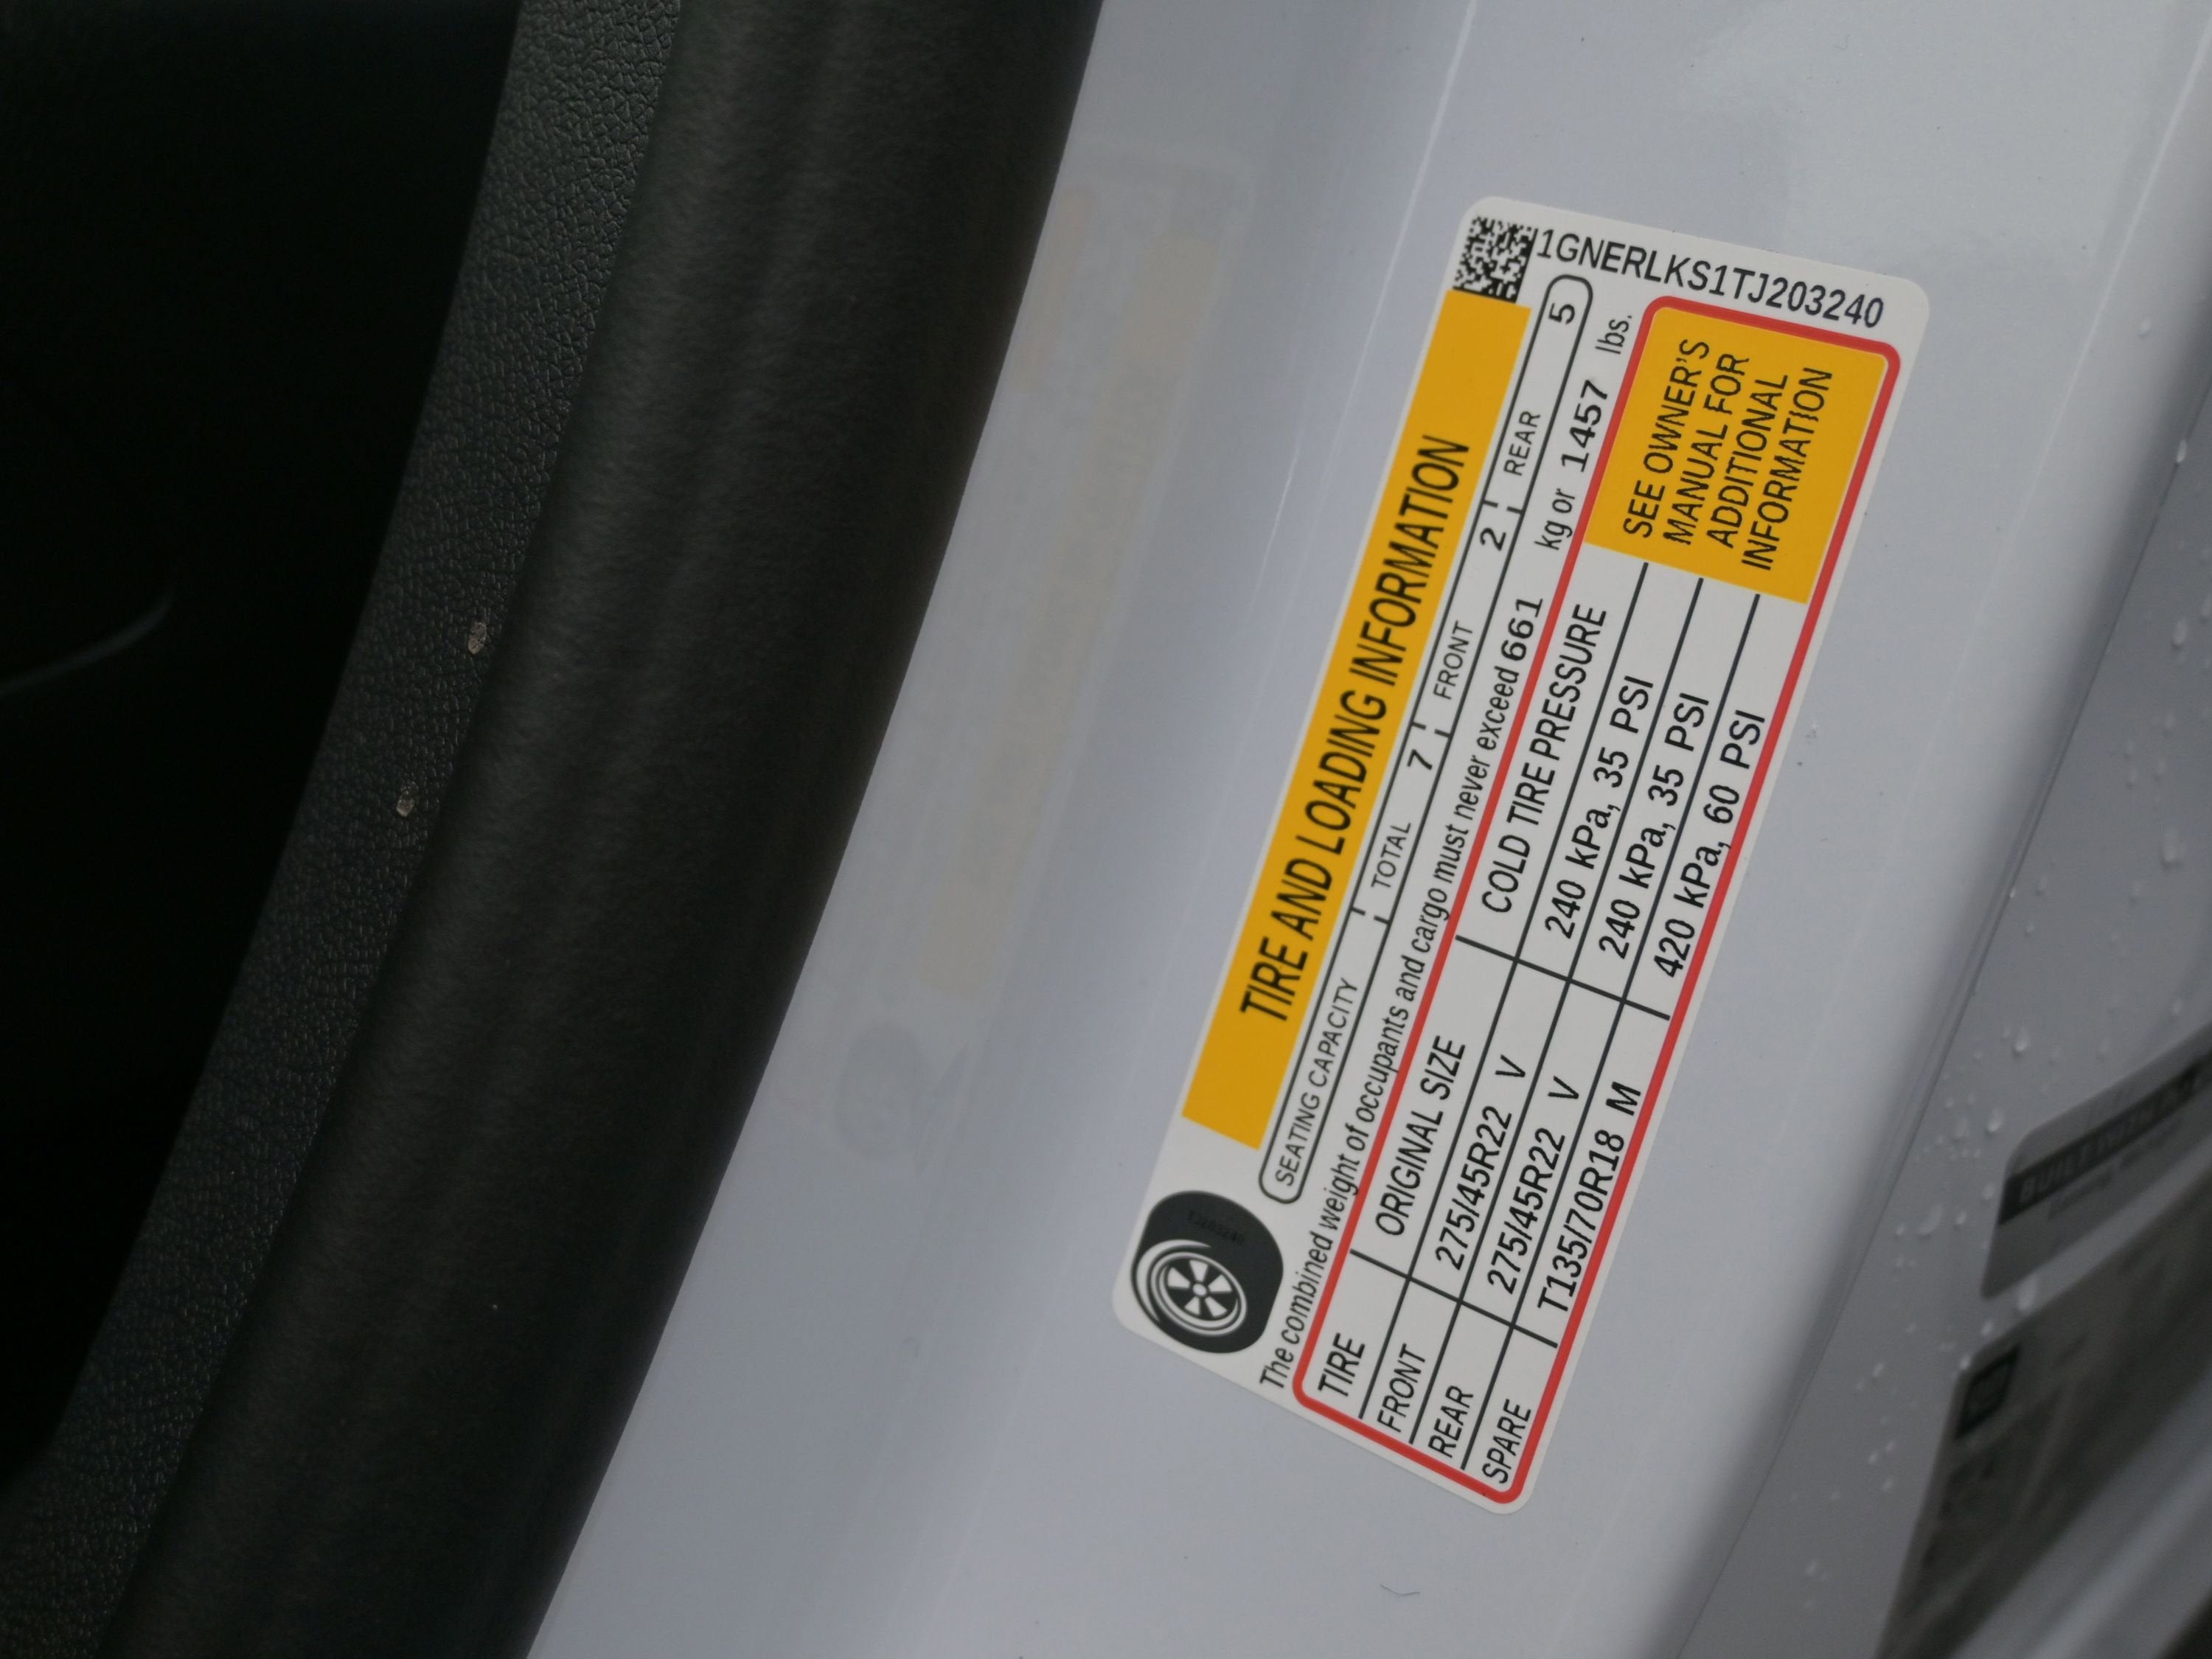 TIRE AND LOADING INFORMATION
SEATING CAPACITY TOTAL 7 FRONT 2 REAR 5
The combined weight of occupants and cargo must never exceed 661 kg or 1457 lbs.
TIRE ORIGINAL SIZE COLD TIRE PRESSURE
FRONT 275/45R22 V 240 kPa, 35 PSI
REAR 275/45R22 V 240 kPa, 35 PSI
SPARE T135/70R18 M 420 kPa, 60 PSI
SEE OWNER'S
MANUAL FOR
ADDITIONAL
INFORMATION
1GNERLKS1TJ203240